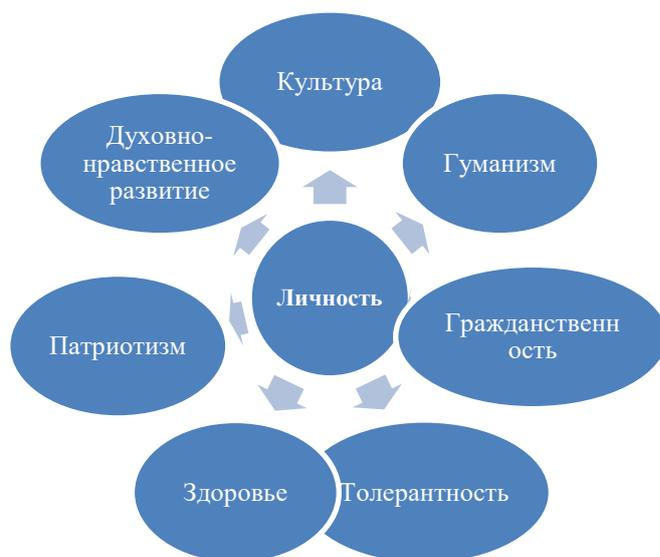 Культура
Духовно-
нравственное
развитие
Гуманизм
Личность
Гражданственн
ость
Патриотизм
Здоровье
Толерантность